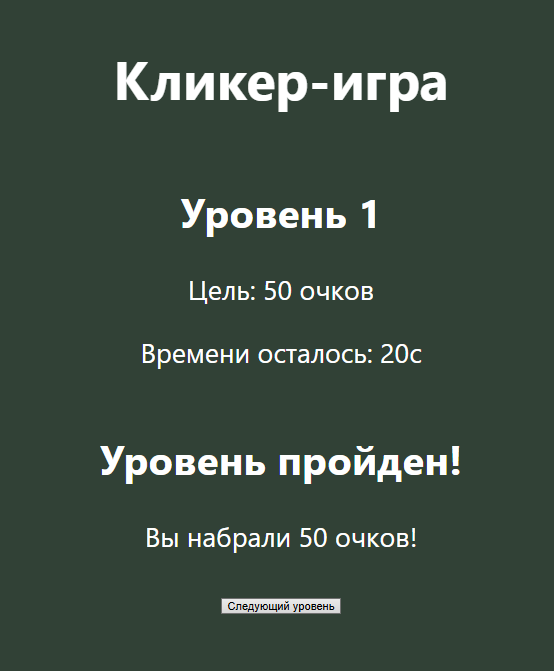 Кликер-игра
Уровень 1
Цель: 50 очков
Времени осталось: 20с
Уровень пройден!
Вы набрали 50 очков!
Следующий уровень